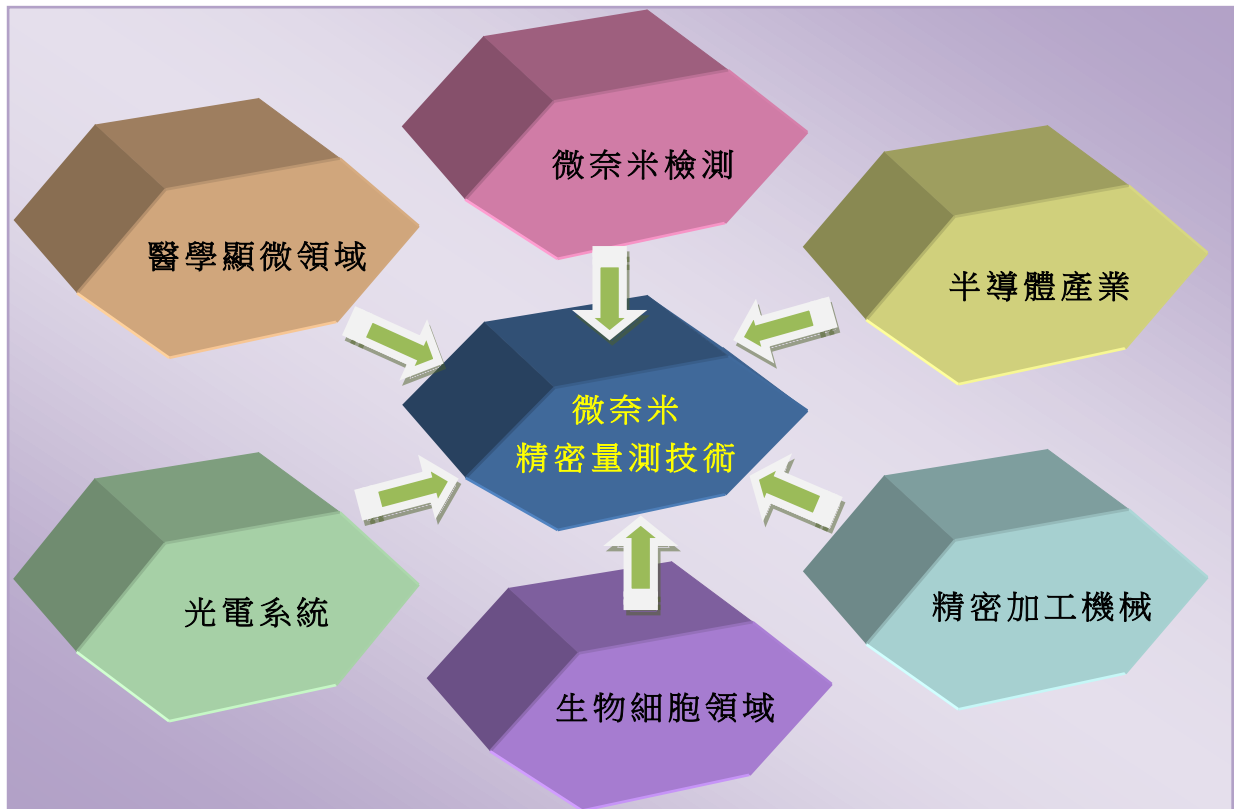 微奈米檢測
醫學顯微領域
半導體產業
微奈米
精密量測技術
光電系統
精密加工機械
生物細胞領域